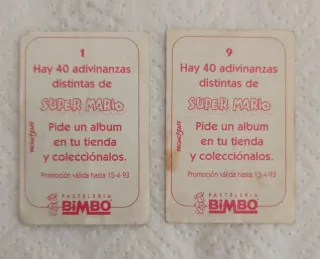 1
Hay 40 adivinanzas
distintas de
SUPER MARIO
Pide un album
en tu tienda
y colecciónalos.
Promoción válida hasta 15-4-93
PASTELERIA
BIMBO
9
Hay 40 adivinanzas
distintas de
SUPER MARIO
Pide un album
en tu tienda
y colecciónalos.
Promoción válida hasta 15-4-93
PASTELERIA
BIMBO